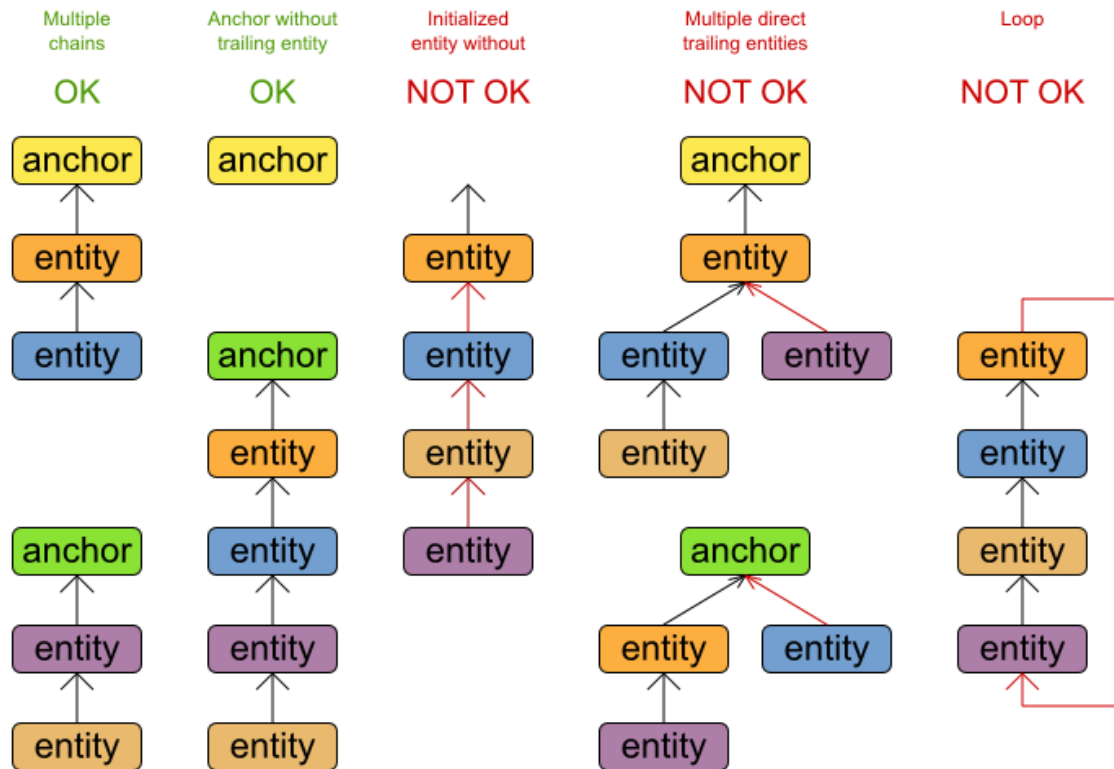 Multiple
chains
OK
anchor
entity
entity
anchor
entity
entity
Anchor without
trailing entity
OK
anchor
anchor
entity
entity
entity
entity
Initialized
entity without
NOT OK
entity
entity
entity
entity
Multiple direct
trailing entities
NOT OK
anchor
entity
entity entity
entity
anchor
entity entity
entity
Loop
NOT OK
entity
entity
entity
entity